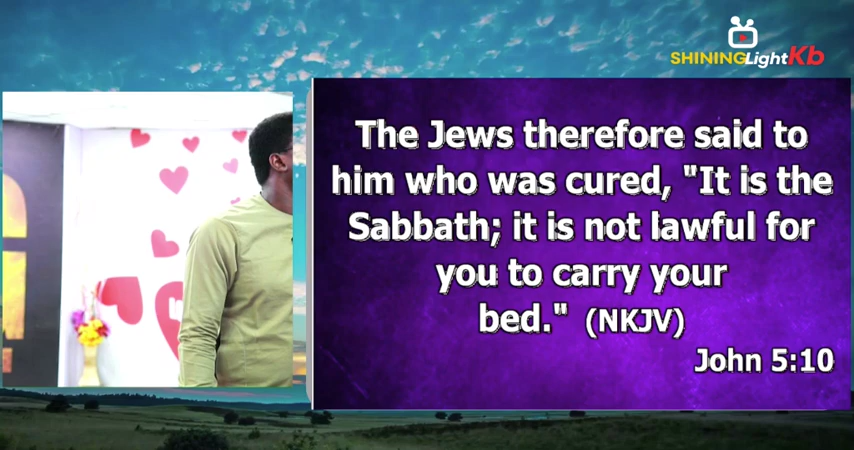 SHININGLightKb
The Jews therefore said to
him who was cured, "It is the
Sabbath; it is not lawful for
you to carry your
bed." (NKJV)
John 5:10